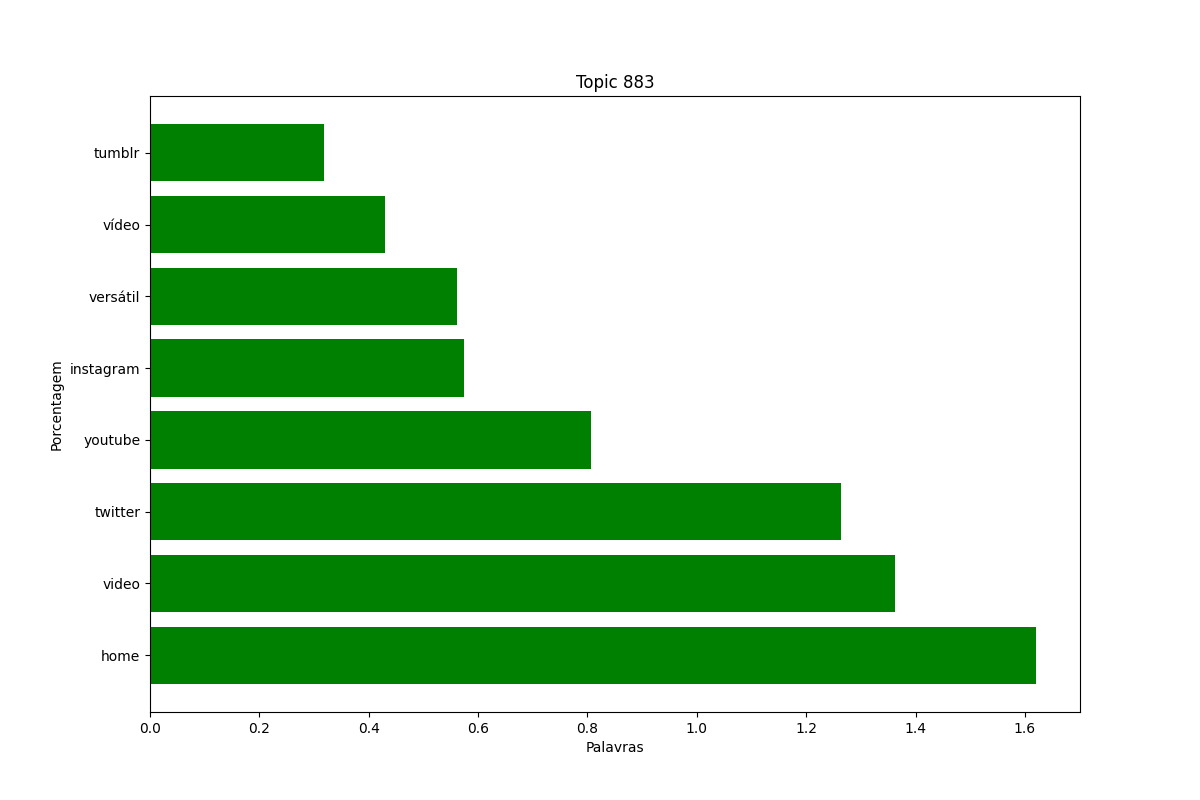 Topic 883
tumblr
vídeo
versátil
instagram
youtube
twitter
video
home
Porcentagem
0.0 0.2 0.4 0.6 0.8 1.0 1.2 1.4 1.6
Palavras